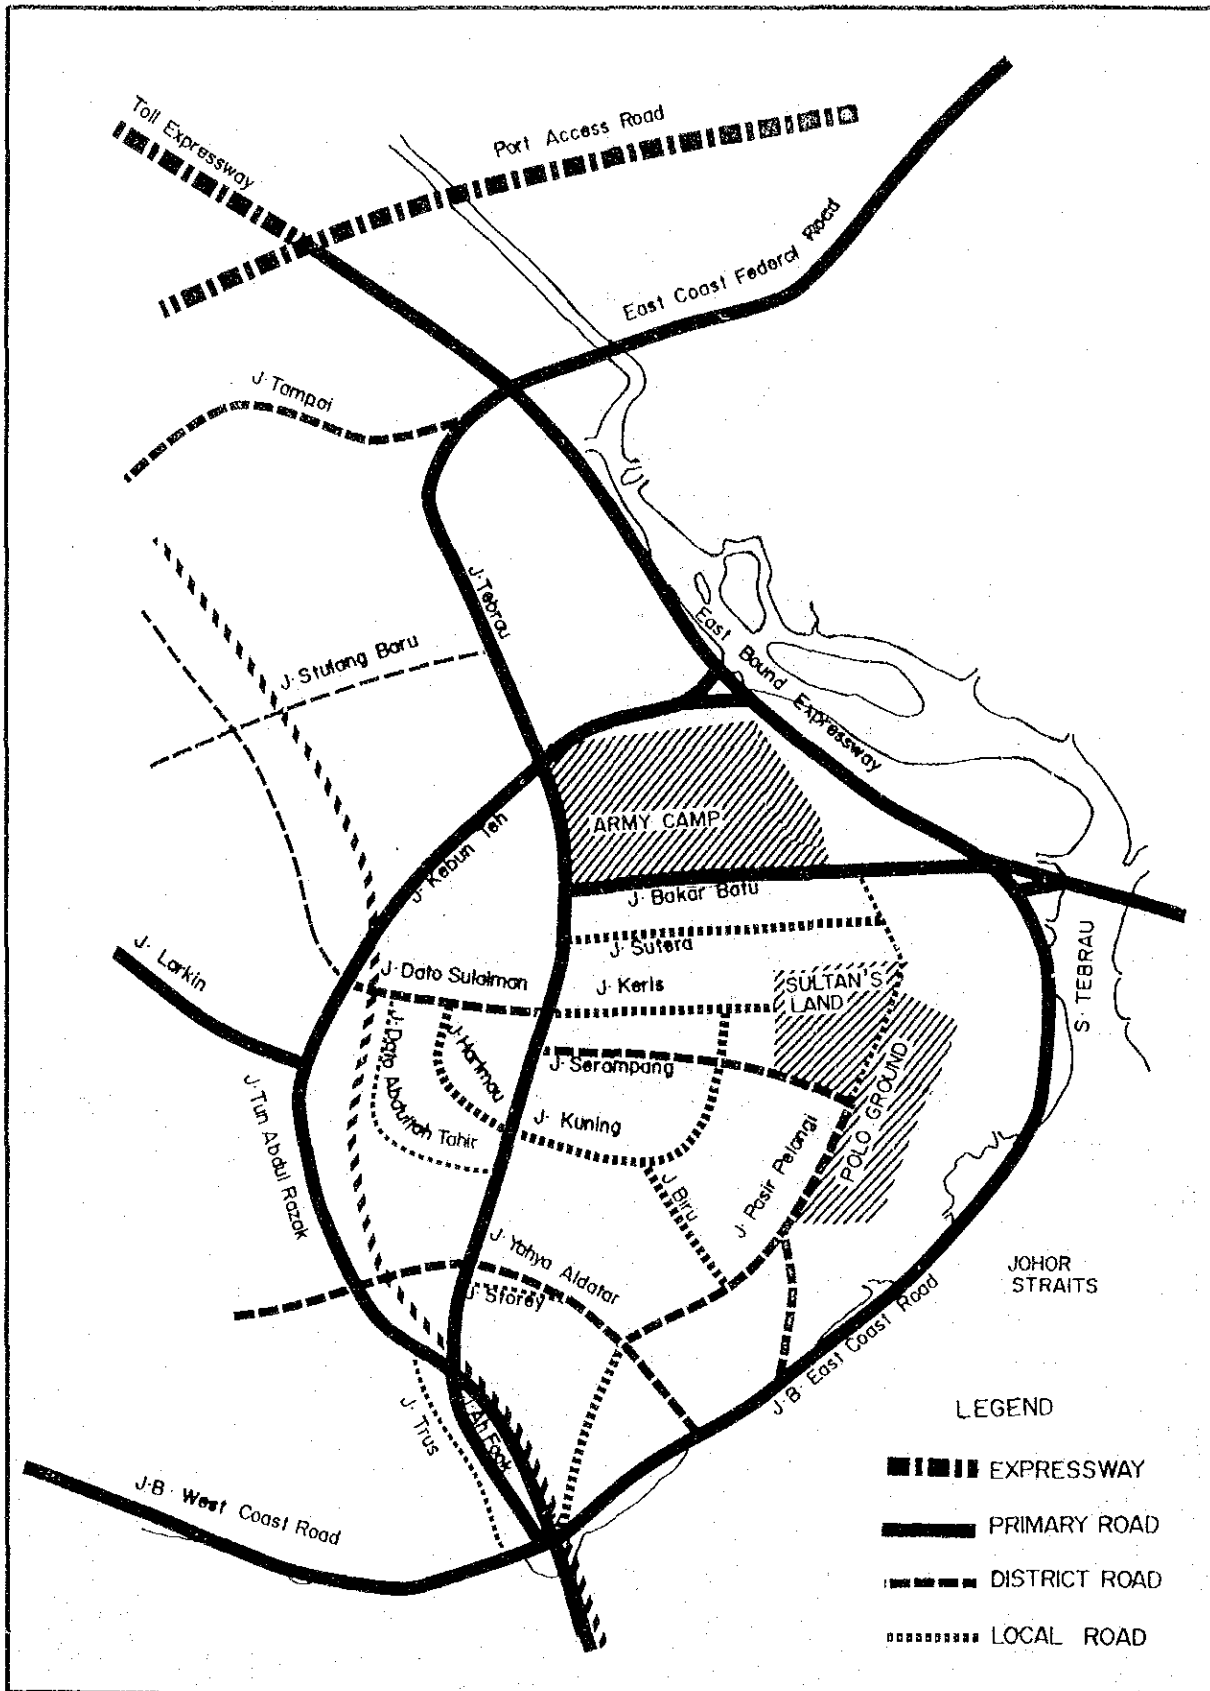 Toll Expressway
Port Access Road
East Coast Federal Road
J. Tampoi
J. Tebrau
J. Stulang Baru
East Bound Expressway
ARMY CAMP
J. Kebun Teh
J. Bakar Batu
J. Sutera
J. Larkin
J. Dato Sulaiman
J. Keris
SULTAN'S
LAND
S. TEBRAU
J. Harimau
J. Dato Abdullah Tahir
J. Serampang
J. Kuning
POLO GROUND
J. Tun Abdul Razak
J. Biru
J. Pasir Pelangi
J. Yahya Aldatar
J. Storey
JOHOR
STRAITS
J.B. East Coast Road
J. Trus
J. Ah Fook
J.B. West Coast Road
LEGEND
EXPRESSWAY
PRIMARY ROAD
DISTRICT ROAD
LOCAL ROAD